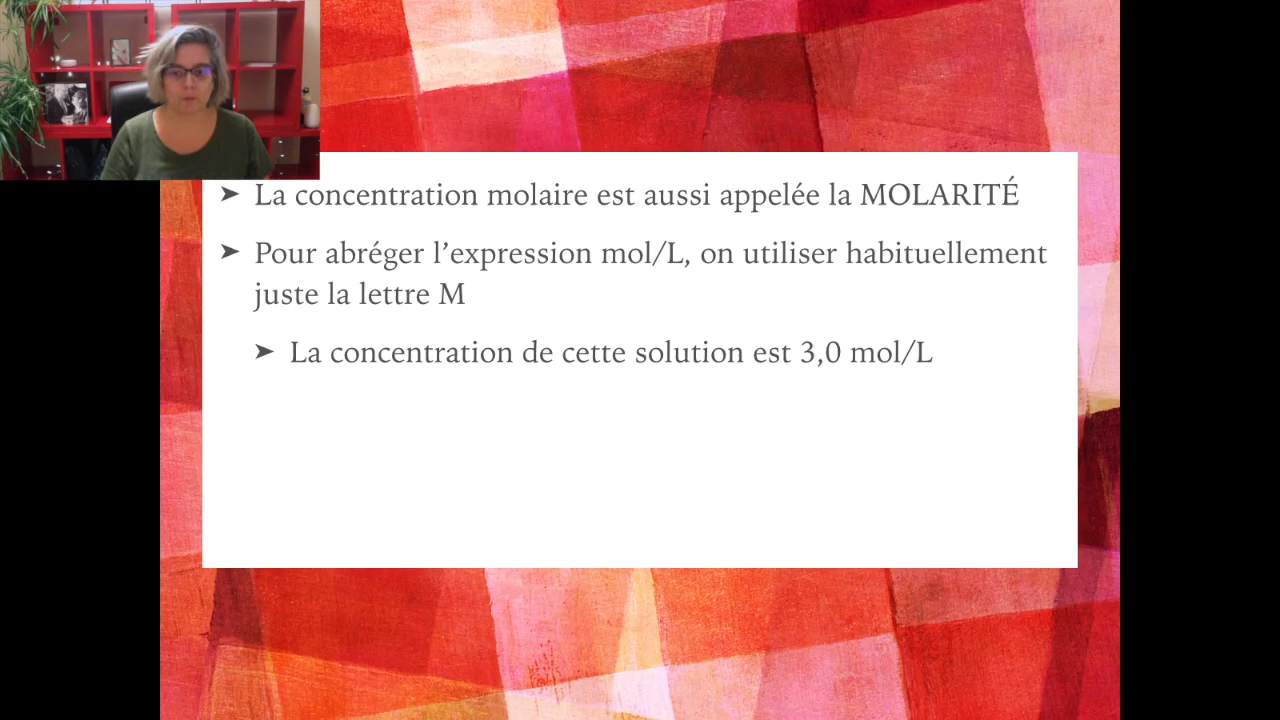 ➤ La concentration molaire est aussi appelée la MOLARITÉ
➤ Pour abréger l’expression mol/L, on utiliser habituellement
juste la lettre M
➤ La concentration de cette solution est 3,0 mol/L